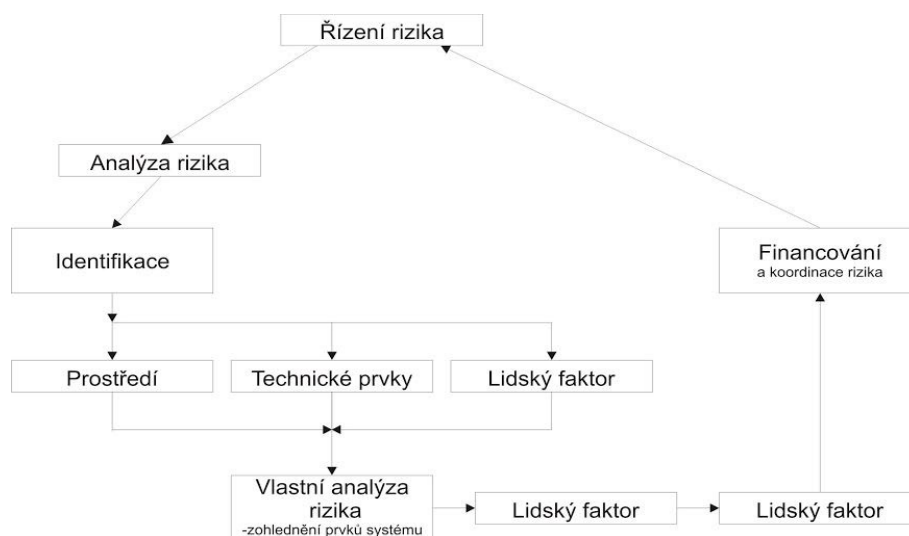 Řízení rizika
Analýza rizika
Identifikace
Financování
a koordinace rizika
Prostředí
Technické prvky
Lidský faktor
Vlastní analýza
rizika
-zohlednění prvků systému
Lidský faktor
Lidský faktor